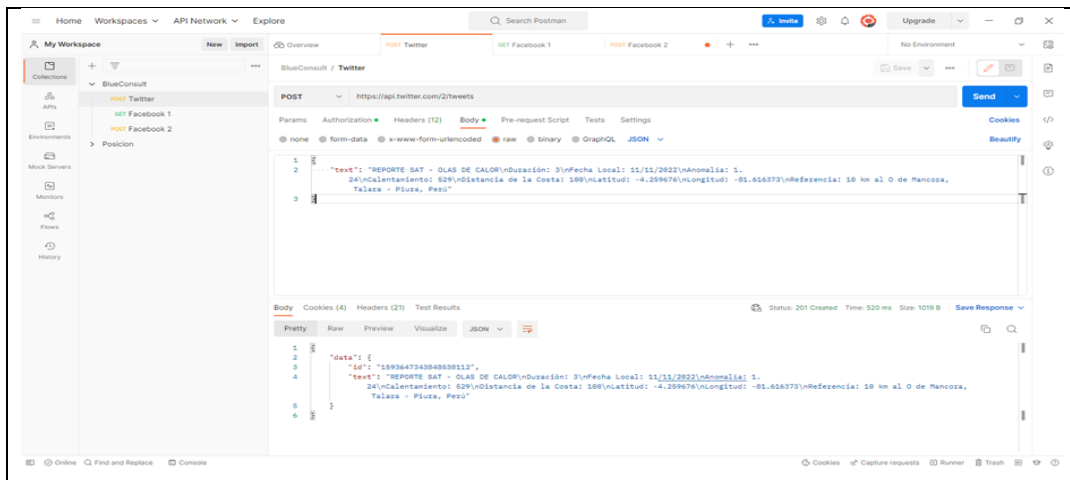 Home Workspaces API Network Explore
Search Postman
Invite
Upgrade
My Workspace
New Import
Overview
POST Twitter
GET Facebook 1
POST Facebook 2
No Environment
Collections
APIs
Environments
Mock Servers
Monitors
Flows
History
BlueConsult
POST Twitter
GET Facebook 1
POST Facebook 2
Posicion
BlueConsult / Twitter
Save
POST
https://api.twitter.com/2/tweets
Send
Params Authorization Headers (12) Body Pre-request Script Tests Settings
Cookies
none form-data x-www-form-urlencoded raw binary GraphQL JSON
Beautify
1 {
2 "text": "REPORTE SAT - OLAS DE CALOR\nDuración: 3\nFecha Local: 11/11/2022\nAnomalía: 1.
24\nCalentamiento: 529\nDistancia de la Costa: 100\nLatitud: -4.259676\nLongitud: -81.616373\nReferencia: 18 km al O de Mancora,
Talara - Piura, Perú"
3 }
Body Cookies (4) Headers (21) Test Results
Status: 201 Created Time: 520 ms Size: 1019 B Save Response
Pretty Raw Preview Visualize JSON
1 {
2 "data": {
3 "id": "1593647343848538112",
4 "text": "REPORTE SAT - OLAS DE CALOR\nDuración: 3\nFecha Local: 11/11/2022\nAnomalía: 1.
24\nCalentamiento: 529\nDistancia de la Costa: 100\nLatitud: -4.259676\nLongitud: -81.616373\nReferencia: 18 km al O de Mancora,
Talara - Piura, Perú"
5 }
6 }
Online Find and Replace Console
Cookies Capture requests Runner Trash